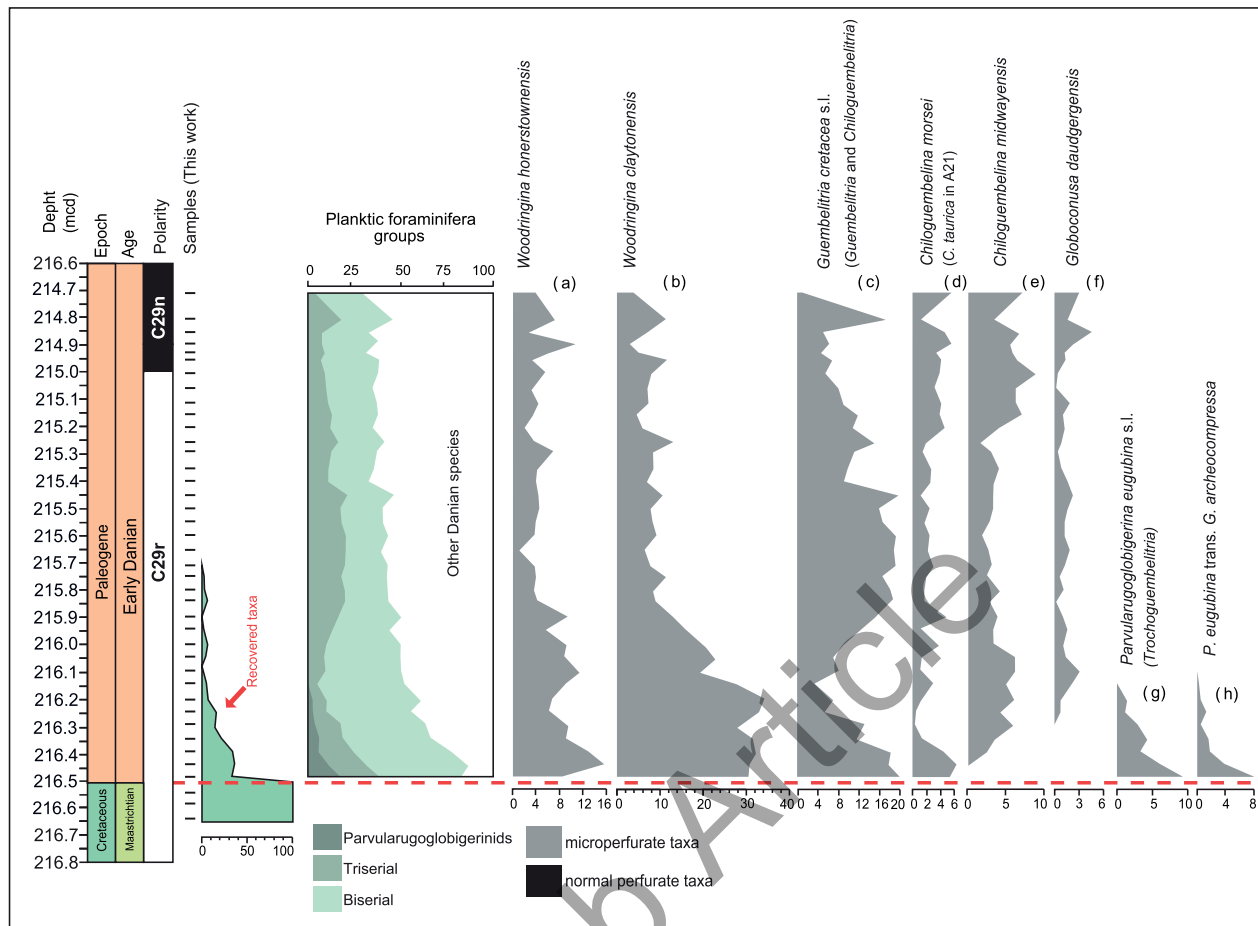 Depht
(mcd)
Epoch
Age
Polarity
Samples (This work)
Planktic foraminifera
groups
0 25 50 75 100
Woodringina honerstownensis
Woodringina claytonensis
Guembelitria cretacea s.l.
(Guembelitria and Chiloguembelitria)
Chiloguembelina morsei
(C. taurica in A21)
Chiloguembelina midwayensis
Globoconusa daudgergensis
Parvularugoglobigerina eugubina s.l.
(Trochoguembelitria)
P. eugubina trans. G. archeocompressa
(a)
(b)
(c)
(d)
(e)
(f)
(g)
(h)
216.6
214.7
214.8
214.9
215.0
215.1
215.2
215.3
215.4
215.5
215.6
215.7
215.8
215.9
216.0
216.1
216.2
216.3
216.4
216.5
216.6
216.7
216.8
Paleogene
Cretaceous
Early Danian
Maastrichtian
C29n
C29r
Recovered taxa
Other Danian species
0 50 100
0 4 8 12 16
0 10 20 30 40
0 4 8 12 16 20
0 2 4 6 8
0 5 10
0 3 6
0 5 10
0 4 8
Parvularugoglobigerinids
Triserial
Biserial
microperfurate taxa
normal perfurate taxa
b Article